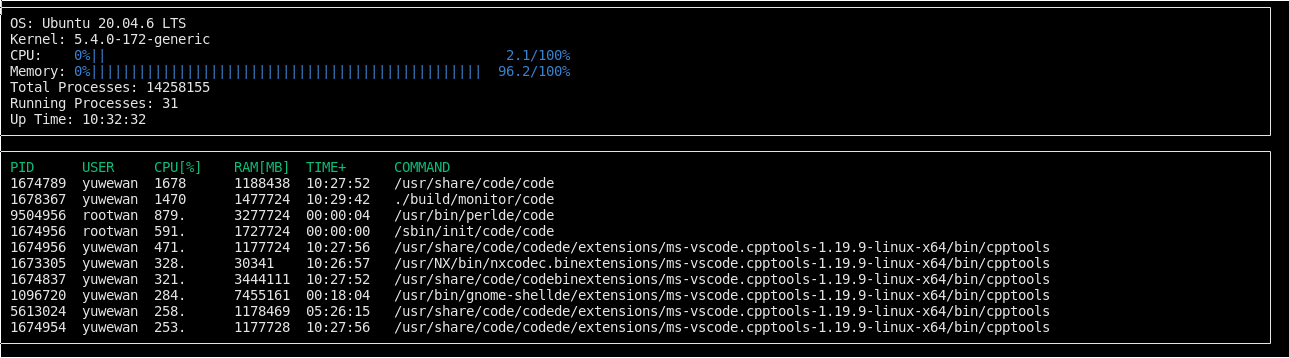 OS: Ubuntu 20.04.6 LTS
Kernel: 5.4.0-172-generic
CPU: 0%|| 2.1/100%
Memory: 0%||||||||||||||||||||||||||||||||||||||||||||||||| 96.2/100%
Total Processes: 14258155
Running Processes: 31
Up Time: 10:32:32
PID USER CPU[%] RAM[MB] TIME+ COMMAND
1674789 yuwewan 1678 1188438 10:27:52 /usr/share/code/code
1678367 yuwewan 1470 1477724 10:29:42 ./build/monitor/code
9504956 rootwan 879. 3277724 00:00:04 /usr/bin/perlde/code
1674956 rootwan 591. 1727724 00:00:00 /sbin/init/code/code
1674956 yuwewan 471. 1177724 10:27:56 /usr/share/code/codede/extensions/ms-vscode.cpptools-1.19.9-linux-x64/bin/cpptools
1673305 yuwewan 328. 30341 10:26:57 /usr/NX/bin/nxcodec.binextensions/ms-vscode.cpptools-1.19.9-linux-x64/bin/cpptools
1674837 yuwewan 321. 3444111 10:27:52 /usr/share/code/codebinextensions/ms-vscode.cpptools-1.19.9-linux-x64/bin/cpptools
1096720 yuwewan 284. 7455161 00:18:04 /usr/bin/gnome-shellde/extensions/ms-vscode.cpptools-1.19.9-linux-x64/bin/cpptools
5613024 yuwewan 258. 1178469 05:26:15 /usr/share/code/codede/extensions/ms-vscode.cpptools-1.19.9-linux-x64/bin/cpptools
1674954 yuwewan 253. 1177728 10:27:56 /usr/share/code/codede/extensions/ms-vscode.cpptools-1.19.9-linux-x64/bin/cpptools